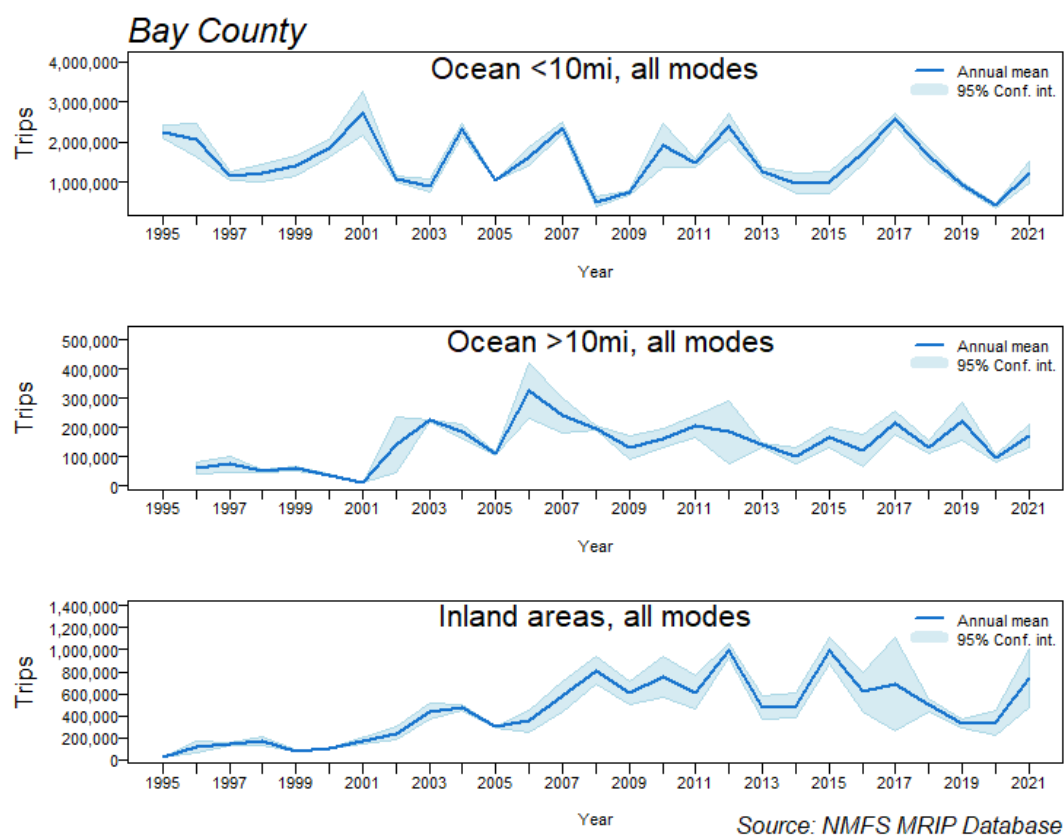 Bay County
Ocean <10mi, all modes
Annual mean
95% Conf. int.
Trips
4,000,000
3,000,000
2,000,000
1,000,000
1995 1997 1999 2001 2003 2005 2007 2009 2011 2013 2015 2017 2019 2021
Year
Ocean >10mi, all modes
Annual mean
95% Conf. int.
Trips
500,000
400,000
300,000
200,000
100,000
0
1995 1997 1999 2001 2003 2005 2007 2009 2011 2013 2015 2017 2019 2021
Year
Inland areas, all modes
Annual mean
95% Conf. int.
Trips
1,400,000
1,200,000
1,000,000
800,000
600,000
400,000
200,000
0
1995 1997 1999 2001 2003 2005 2007 2009 2011 2013 2015 2017 2019 2021
Year
Source: NMFS MRIP Database